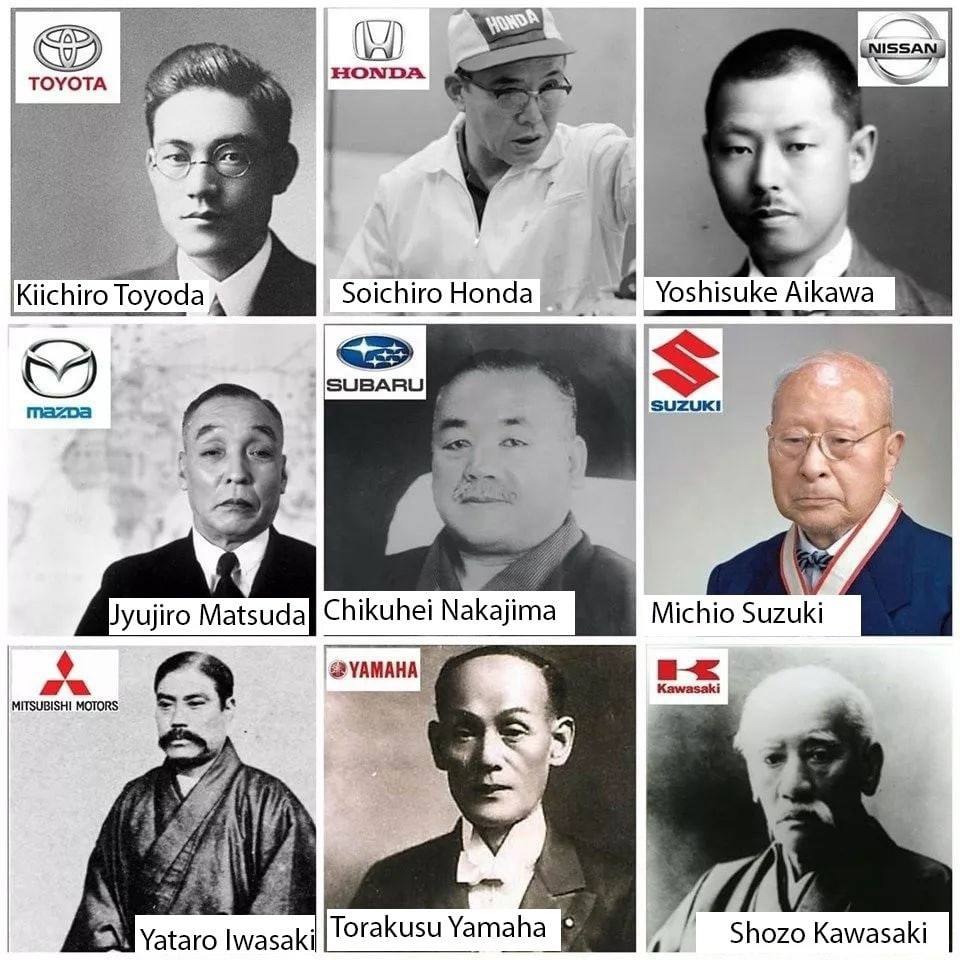 TOYOTA
Kiichiro Toyoda
HONDA
HONDA
Soichiro Honda
NISSAN
Yoshisuke Aikawa
mazda
Jyujiro Matsuda
SUBARU
Chikuhei Nakajima
SUZUKI
Michio Suzuki
MITSUBISHI MOTORS
Yataro Iwasaki
YAMAHA
Torakusu Yamaha
Kawasaki
Shozo Kawasaki